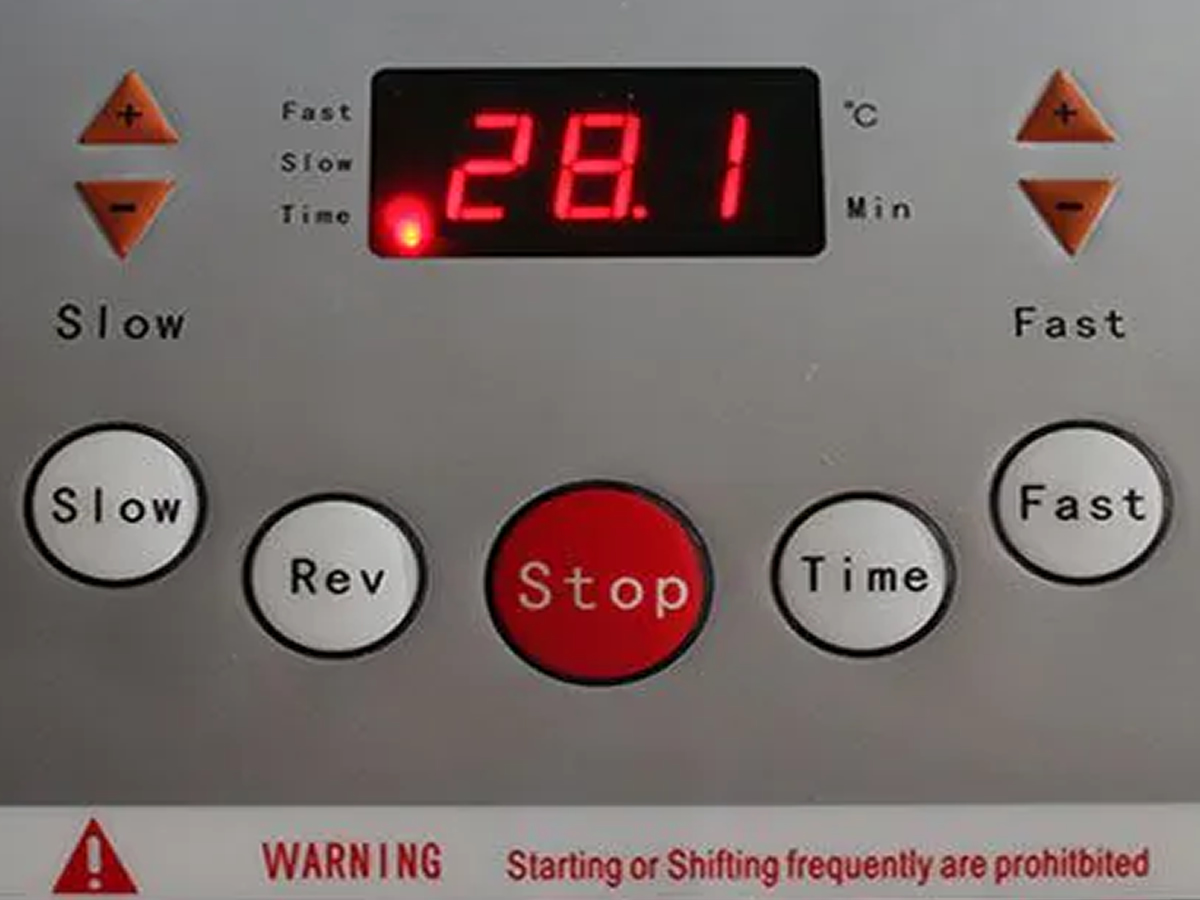 +
+
Fast
28.1
℃
Slow
-
-
Time
Min
Slow
Fast
Slow
Rev
Stop
Time
Fast
!
WARNING
Starting or Shifting frequently are prohitbited